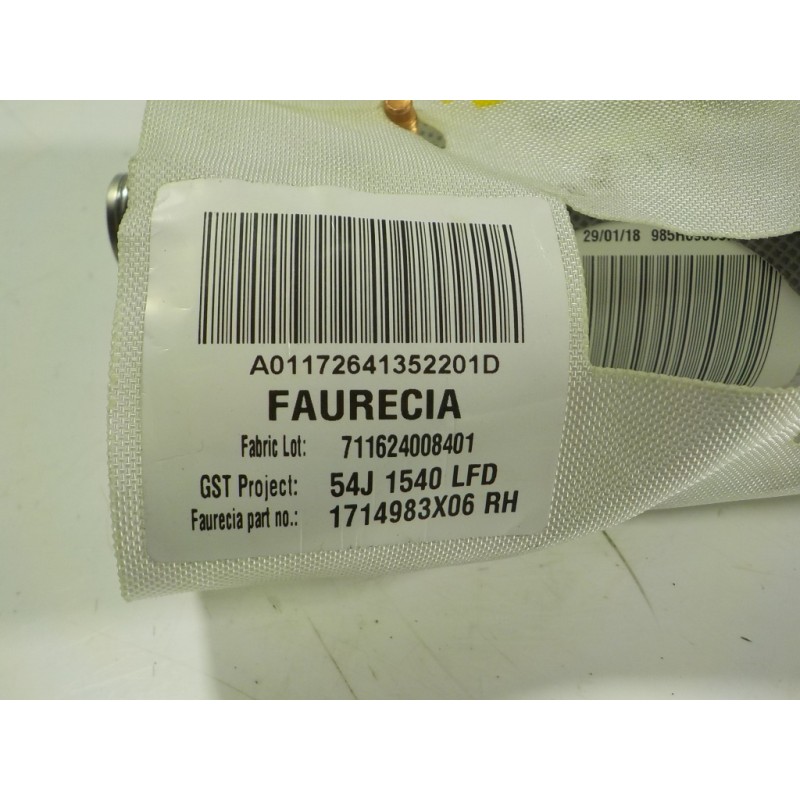 A01172641352201D
FAURECIA
Fabric Lot: 711624008401
GST Project: 54J 1540 LFD
Faurecia part no.: 1714983X06 RH
29/01/18